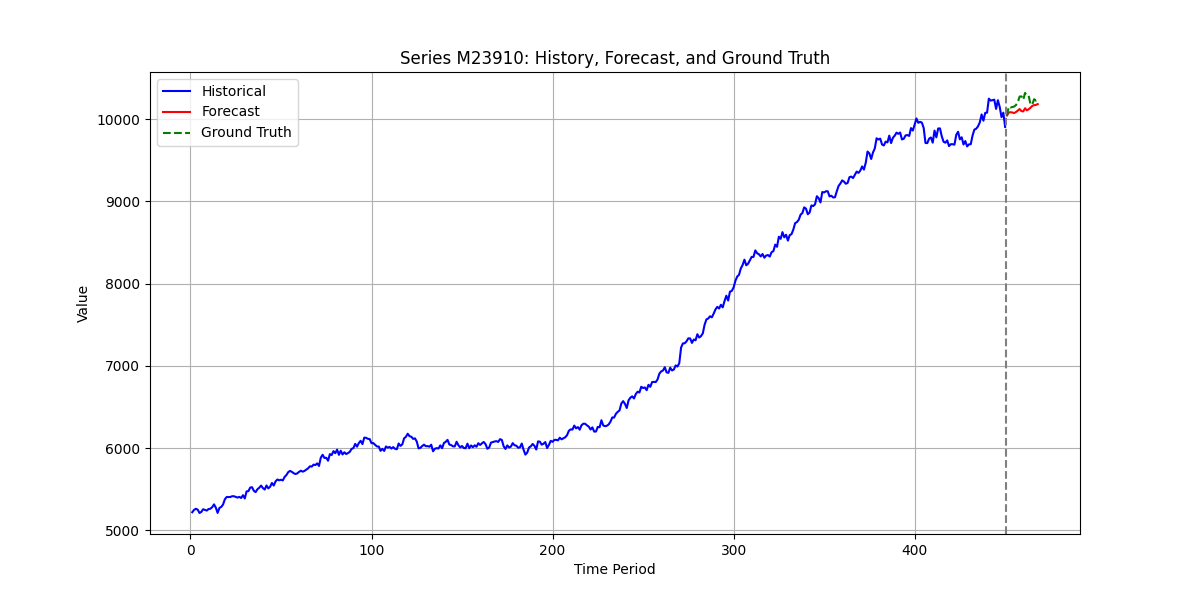 Series M23910: History, Forecast, and Ground Truth
Historical
Forecast
Ground Truth
10000
9000
8000
7000
6000
5000
Value
0 100 200 300 400
Time Period